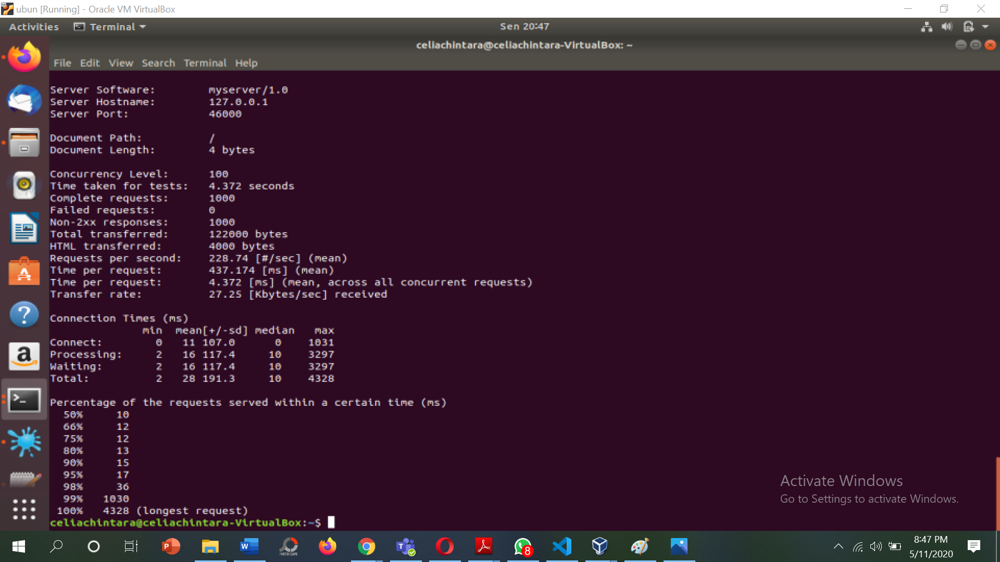 ubun [Running] - Oracle VM VirtualBox
Activities Terminal Sen 20:47
celiachintara@celiachintara-VirtualBox: ~
File Edit View Search Terminal Help
Server Software: myserver/1.0
Server Hostname: 127.0.0.1
Server Port: 46000
Document Path: /
Document Length: 4 bytes
Concurrency Level: 100
Time taken for tests: 4.372 seconds
Complete requests: 1000
Failed requests: 0
Non-2xx responses: 1000
Total transferred: 122000 bytes
HTML transferred: 4000 bytes
Requests per second: 228.74 [#/sec] (mean)
Time per request: 437.174 [ms] (mean)
Time per request: 4.372 [ms] (mean, across all concurrent requests)
Transfer rate: 27.25 [Kbytes/sec] received
Connection Times (ms)
min mean[+/-sd] median max
Connect: 0 11 107.0 0 1031
Processing: 2 16 117.4 10 3297
Waiting: 2 16 117.4 10 3297
Total: 2 28 191.3 10 4328
Percentage of the requests served within a certain time (ms)
50% 10
66% 12
75% 12
80% 13
90% 15
95% 17
98% 36
99% 1030
100% 4328 (longest request)
celiachintara@celiachintara-VirtualBox:~$
Activate Windows
Go to Settings to activate Windows.
PHOTOSCAPE
8
8:47 PM
5/11/2020